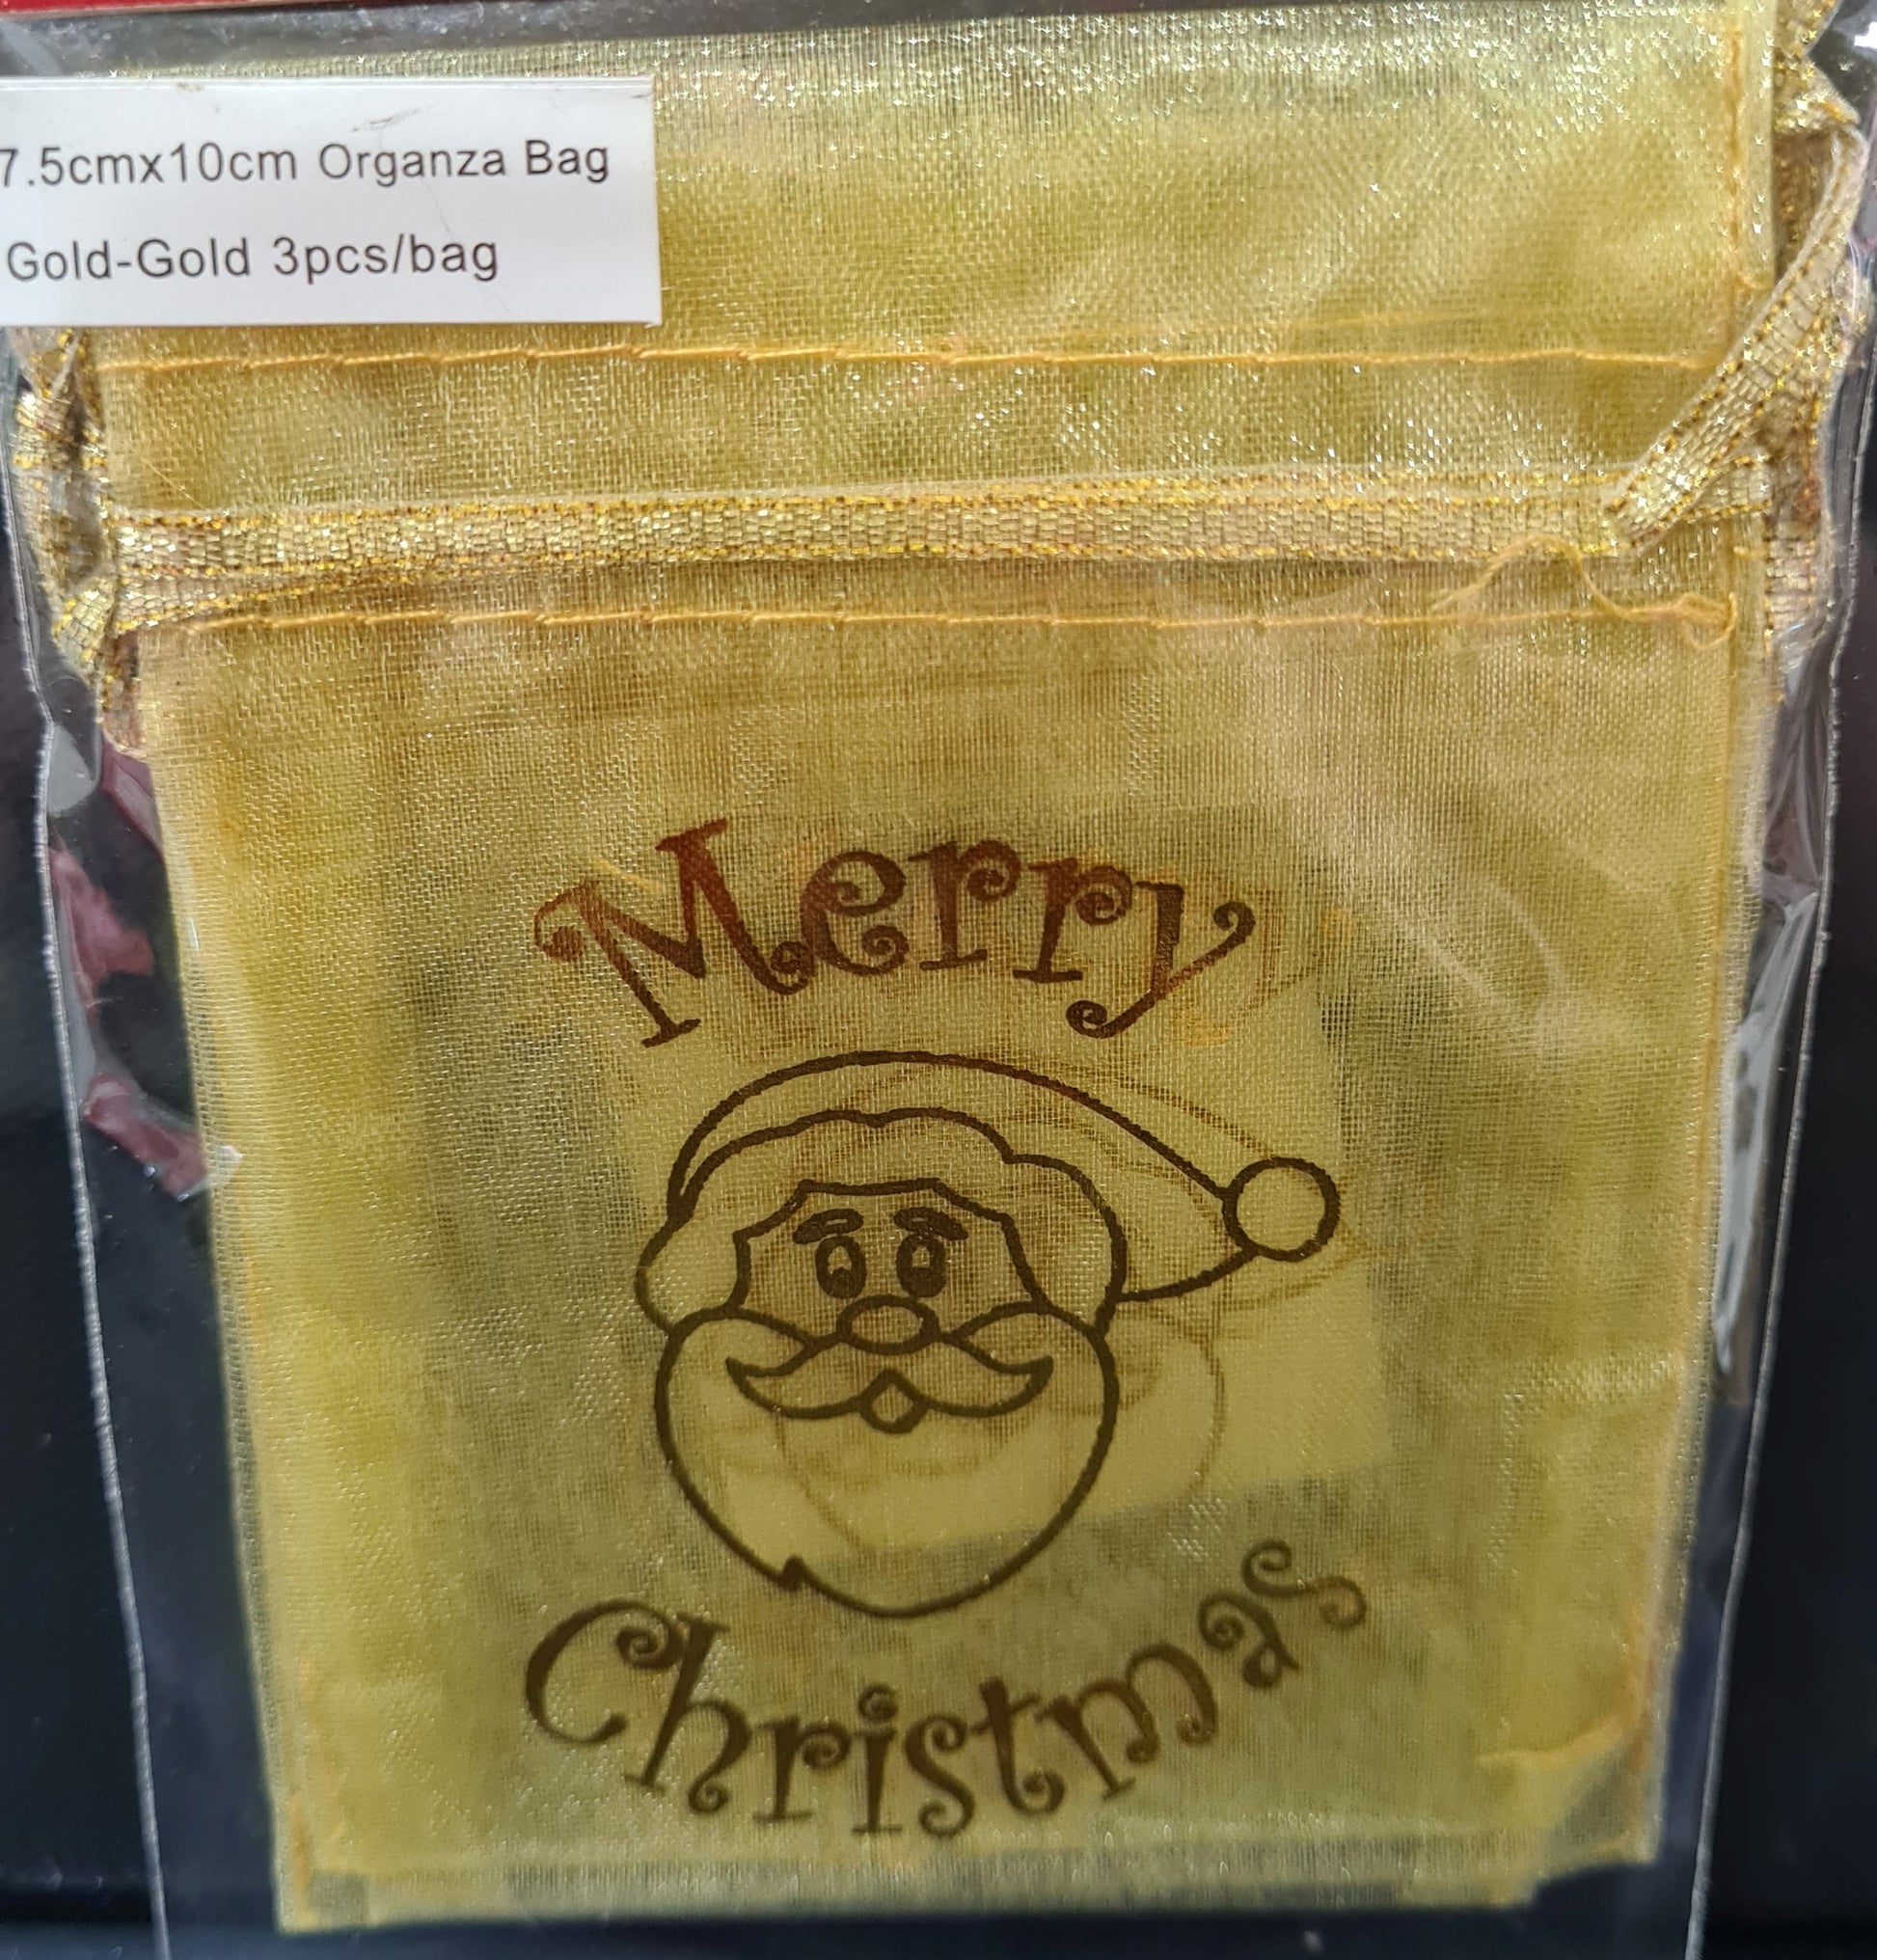 7.5cmx10cm Organza Bag
Gold-Gold 3pcs/bag
Merry
Christmas